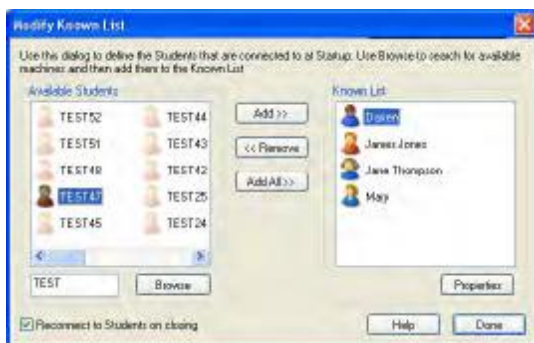 Modify Known List
Use this dialog to define the Students that are connected to at Startup. Use Browse to search for available
machines and then add them to the Known List
Available Students
Known List
TEST52 TEST44
TEST51 TEST43
TEST48 TEST42
TEST47 TEST25
TEST45 TEST24
Add >>
<< Remove
Add All >>
James Jones
Jane Thompson
Mary
TEST
Browse
Properties
Reconnect to Students on closing
Help
Done